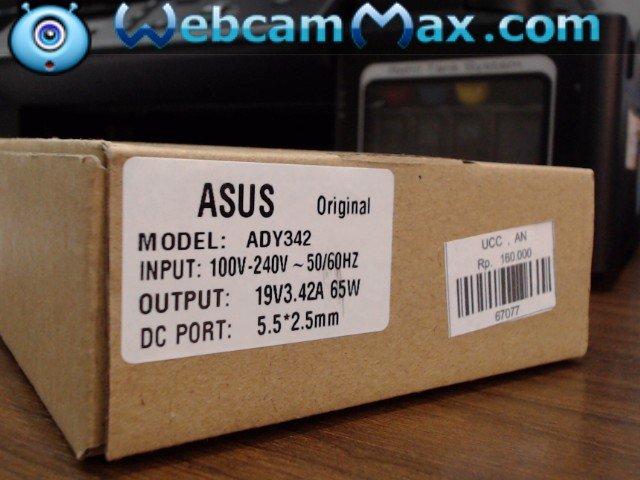 WebcamMax.com
ASUS Original
MODEL: ADY342
INPUT: 100V-240V ~ 50/60HZ
OUTPUT: 19V3.42A 65W
DC PORT: 5.5*2.5mm
UCC . AN
Rp. 160.000
67077